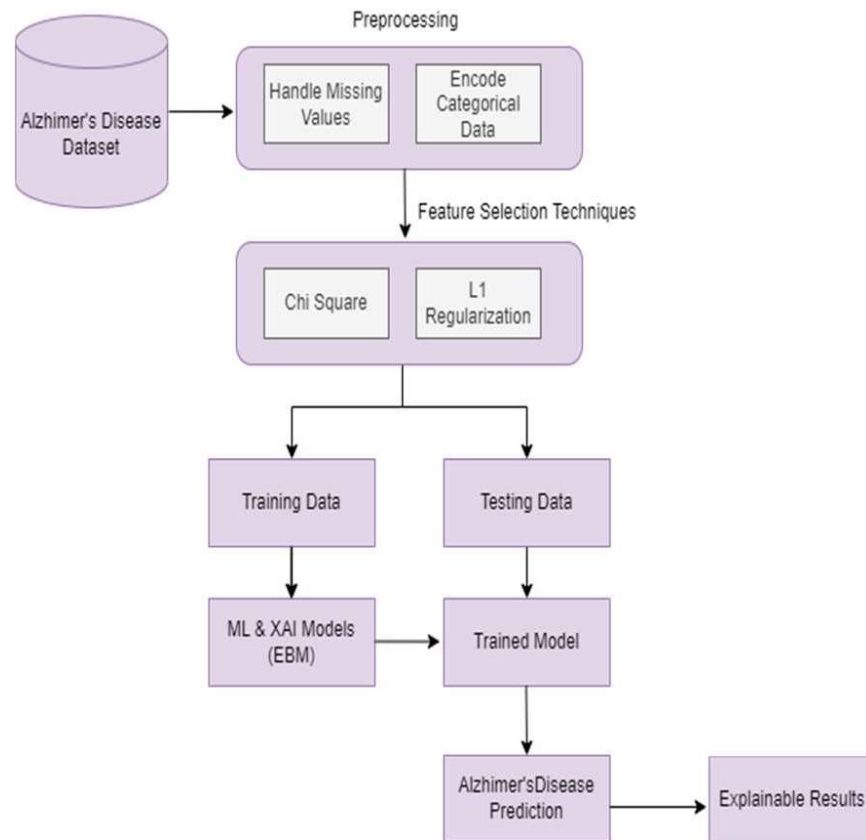 Preprocessing
Alzhimer's Disease
Dataset
Handle Missing
Values
Encode
Categorical
Data
Feature Selection Techniques
Chi Square
L1
Regularization
Training Data
Testing Data
ML & XAI Models
(EBM)
Trained Model
Alzhimer'sDisease
Prediction
Explainable Results